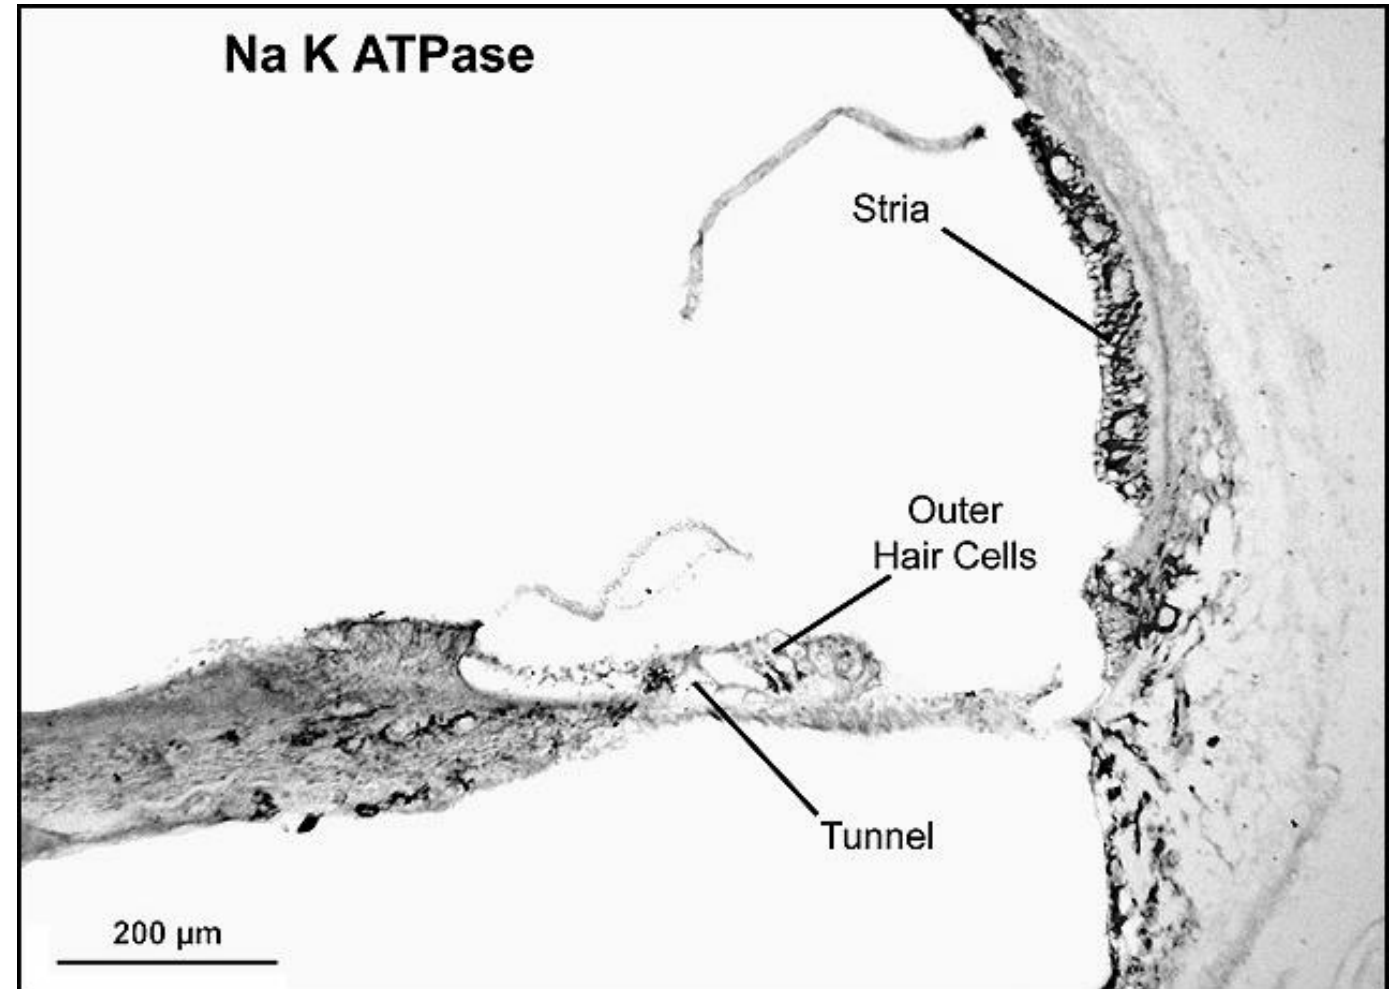 Na K ATPase
Stria
Outer
Hair Cells
Tunnel
200 µm